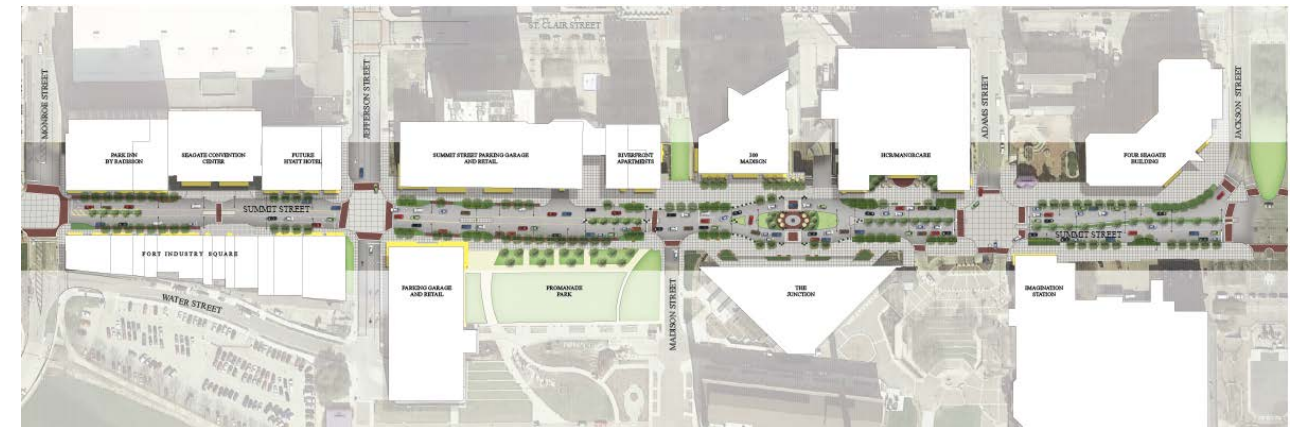 ST. CLAIR STREET
MONROE STREET
JEFFERSON STREET
ADAMS STREET
JACKSON STREET
PARK INN
BY RADISSON
SEAGATE CONVENTION
CENTER
FUTURE
HYATT HOTEL
SUMMIT STREET PARKING GARAGE
AND RETAIL
RIVERFRONT
APARTMENTS
300
MADISON
HCR/MANORCARE
FOUR SEAGATE
BUILDING
SUMMIT STREET
SUMMIT STREET
FORT INDUSTRY SQUARE
WATER STREET
PARKING GARAGE
AND RETAIL
PROMANADE
PARK
MADISON STREET
THE
JUNCTION
IMAGINATION
STATION